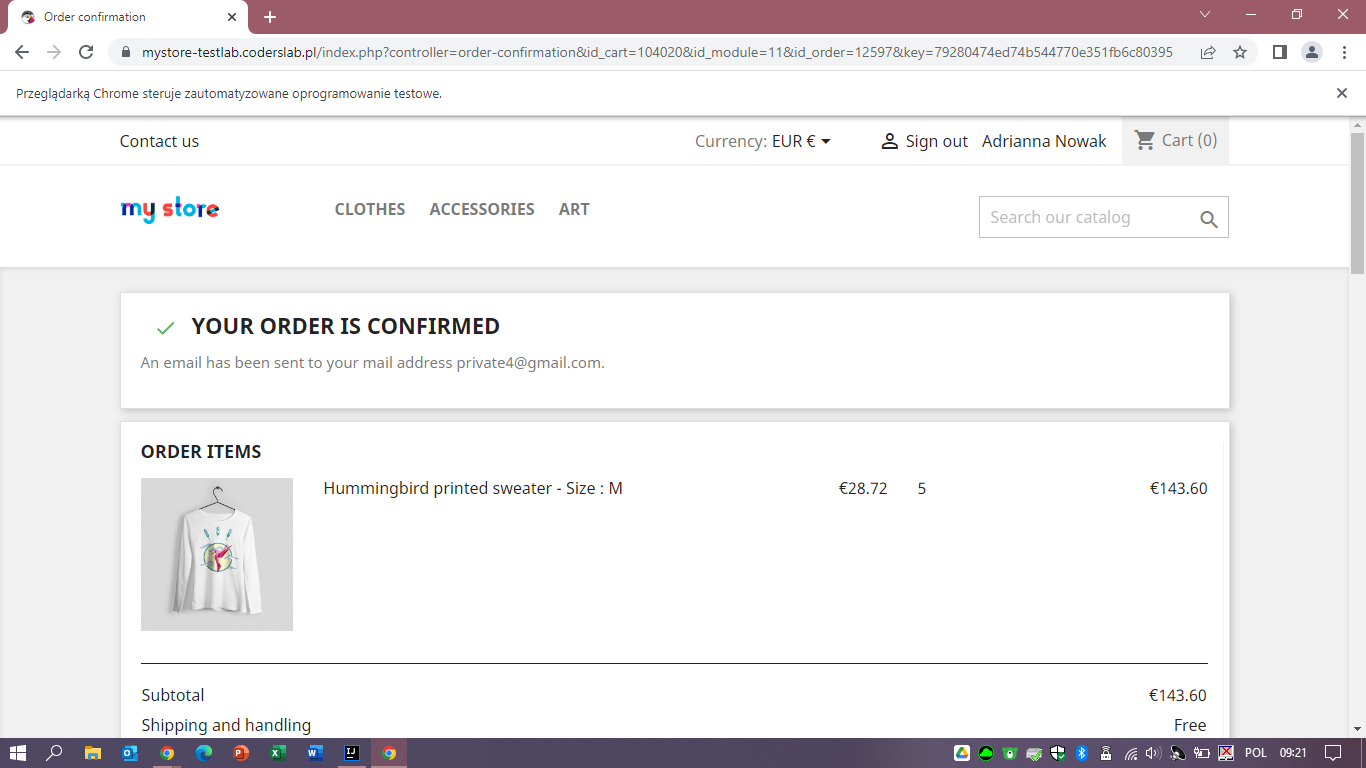 Order confirmation
mystore-testlab.coderslab.pl/index.php?controller=order-confirmation&id_cart=104020&id_module=11&id_order=12597&key=79280474ed74b544770e351fb6c80395
Przeglądarką Chrome steruje zautomatyzowane oprogramowanie testowe.
Contact us
Currency: EUR €
Sign out
Adrianna Nowak
Cart (0)
my store
CLOTHES
ACCESSORIES
ART
Search our catalog
YOUR ORDER IS CONFIRMED
An email has been sent to your mail address private4@gmail.com.
ORDER ITEMS
Hummingbird printed sweater - Size : M
€28.72
5
€143.60
Subtotal
€143.60
Shipping and handling
Free
POL
09:21